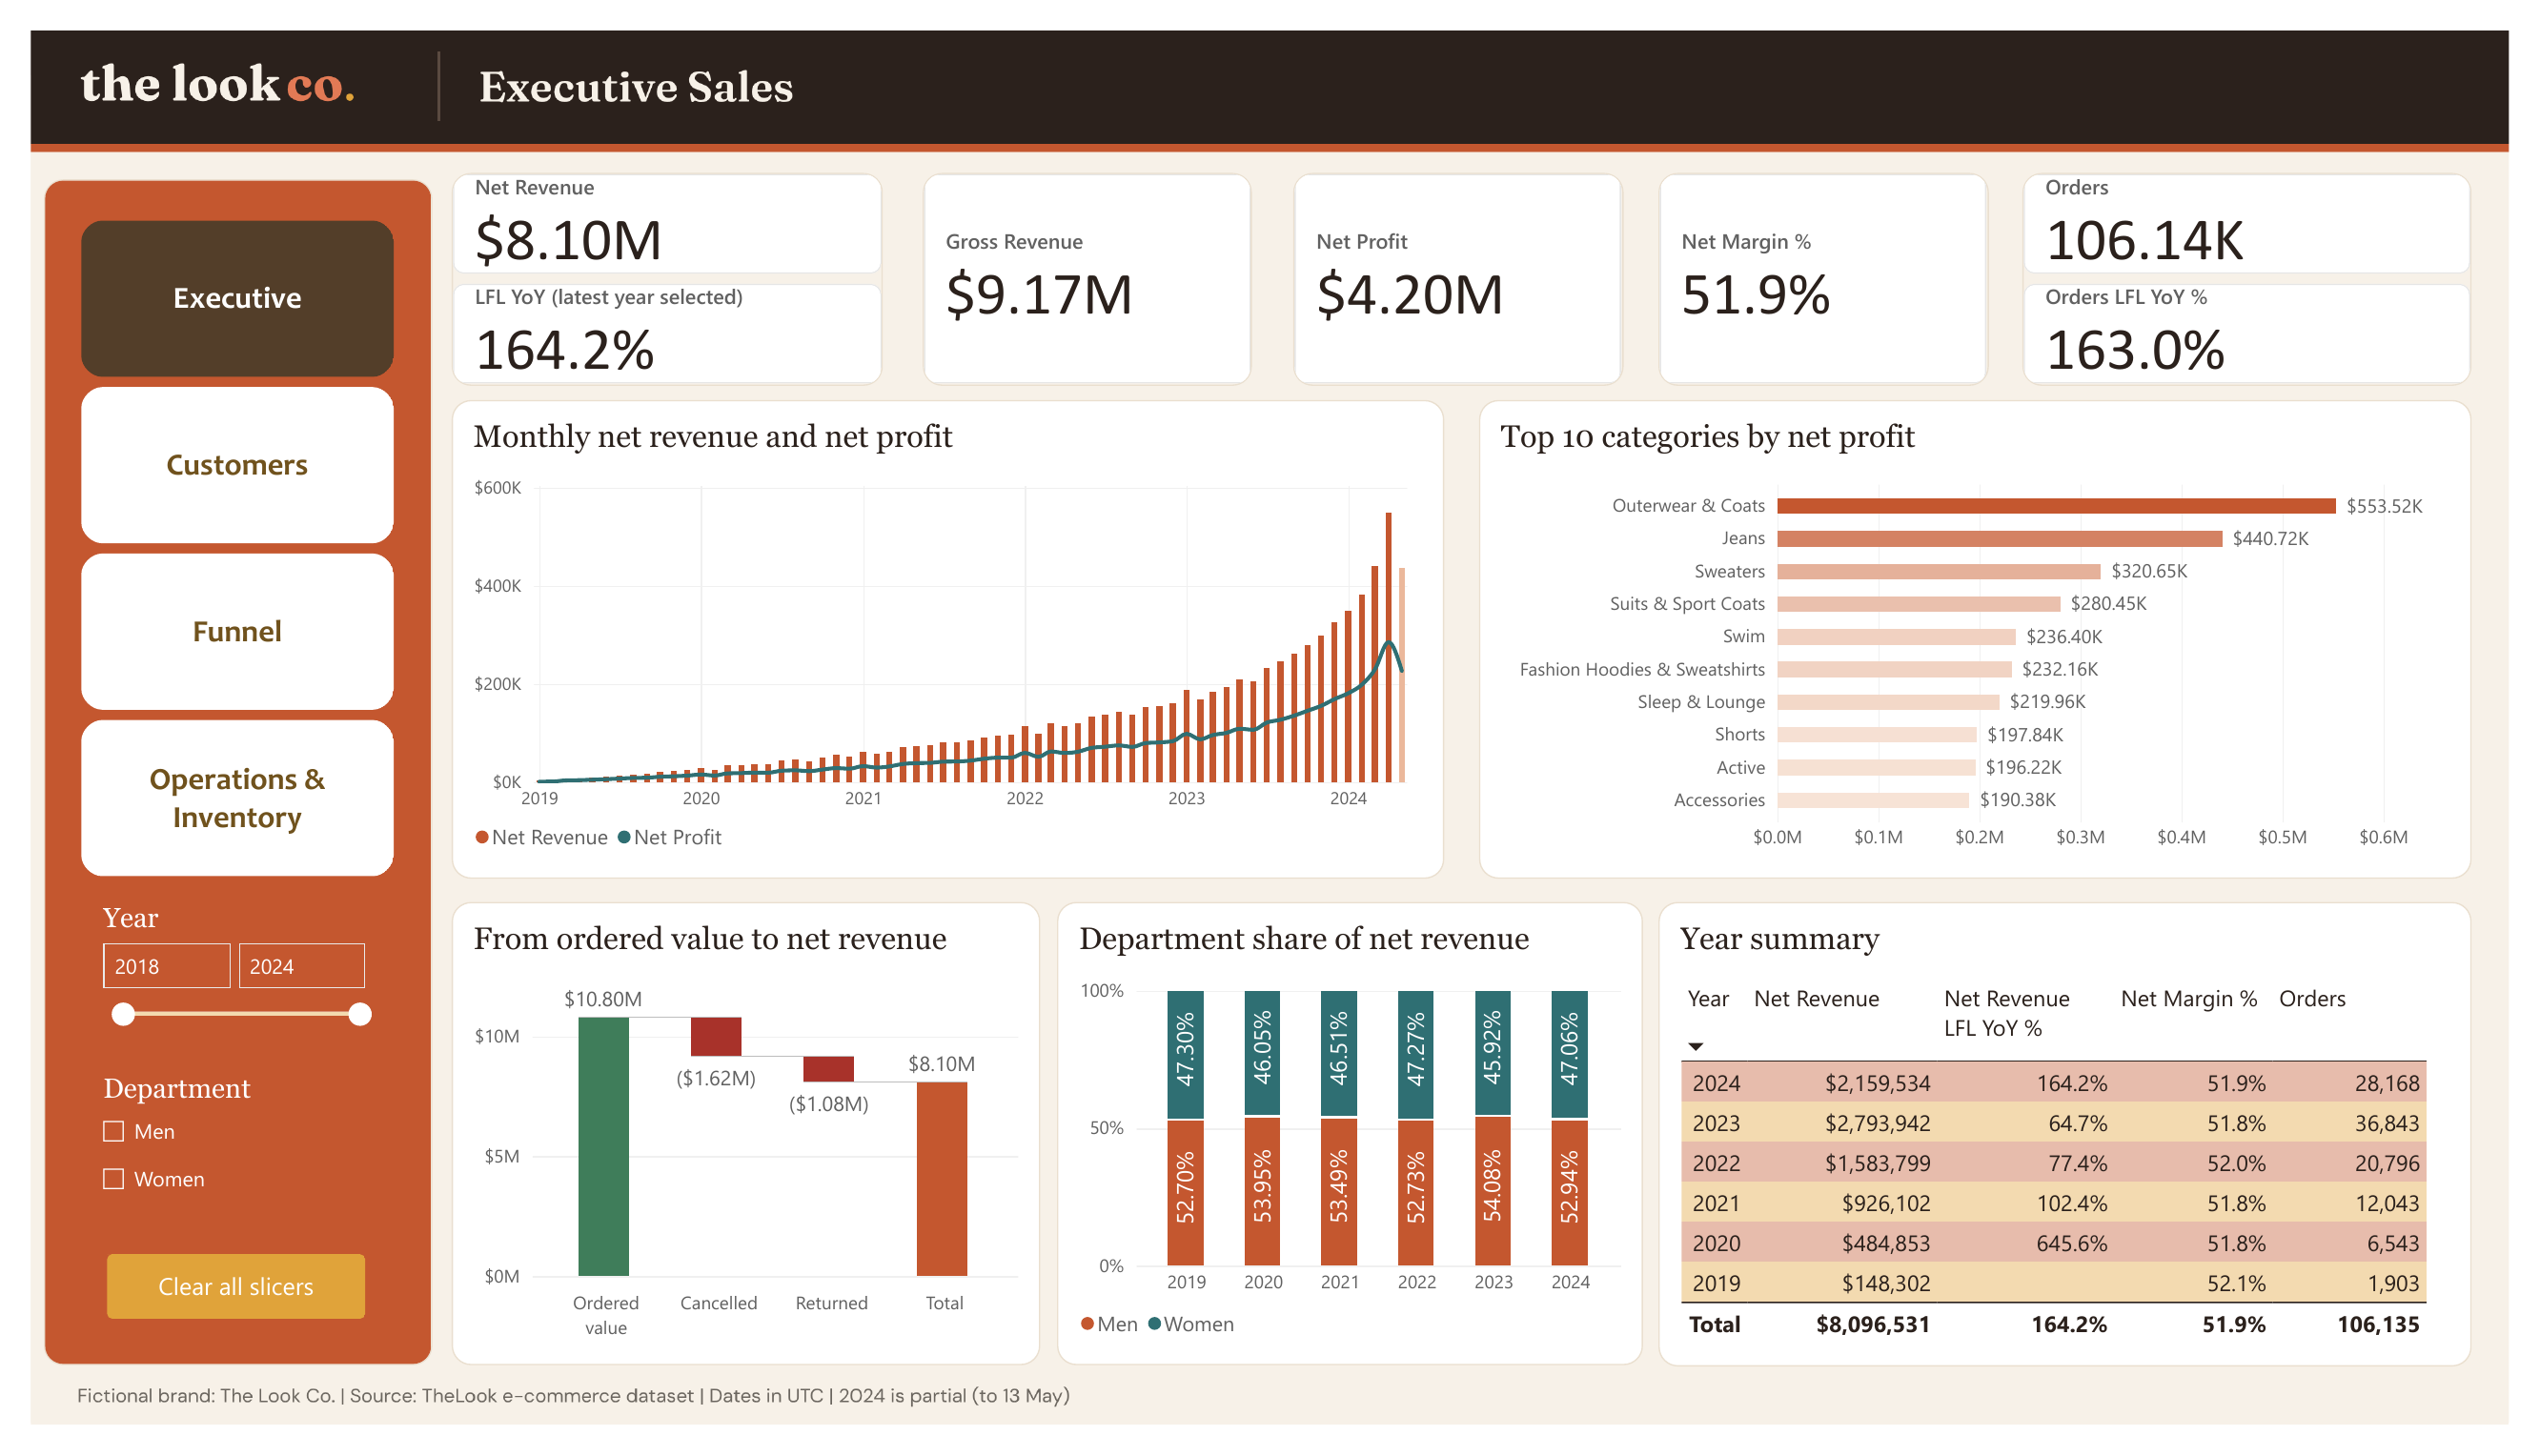 the look co.
Executive Sales
Executive
Customers
Funnel
Operations &
Inventory
Year
2018 2024
Department
Men
Women
Clear all slicers
Net Revenue
$8.10M
LFL YoY (latest year selected)
164.2%
Gross Revenue
$9.17M
Net Profit
$4.20M
Net Margin %
51.9%
Orders
106.14K
Orders LFL YoY %
163.0%
Monthly net revenue and net profit
$600K
$400K
$200K
$0K
2019 2020 2021 2022 2023 2024
Net Revenue Net Profit
Top 10 categories by net profit
Outerwear & Coats $553.52K
Jeans $440.72K
Sweaters $320.65K
Suits & Sport Coats $280.45K
Swim $236.40K
Fashion Hoodies & Sweatshirts $232.16K
Sleep & Lounge $219.96K
Shorts $197.84K
Active $196.22K
Accessories $190.38K
$0.0M $0.1M $0.2M $0.3M $0.4M $0.5M $0.6M
From ordered value to net revenue
$10.80M
$10M
($1.62M)
$8.10M
($1.08M)
$5M
$0M
Ordered Cancelled Returned Total
value
Department share of net revenue
100%
47.30% 46.05% 46.51% 47.27% 45.92% 47.06%
50%
52.70% 53.95% 53.49% 52.73% 54.08% 52.94%
0%
2019 2020 2021 2022 2023 2024
Men Women
Year summary
Year Net Revenue Net Revenue Net Margin % Orders
LFL YoY %
2024 $2,159,534 164.2% 51.9% 28,168
2023 $2,793,942 64.7% 51.8% 36,843
2022 $1,583,799 77.4% 52.0% 20,796
2021 $926,102 102.4% 51.8% 12,043
2020 $484,853 645.6% 51.8% 6,543
2019 $148,302 52.1% 1,903
Total $8,096,531 164.2% 51.9% 106,135
Fictional brand: The Look Co. | Source: TheLook e-commerce dataset | Dates in UTC | 2024 is partial (to 13 May)